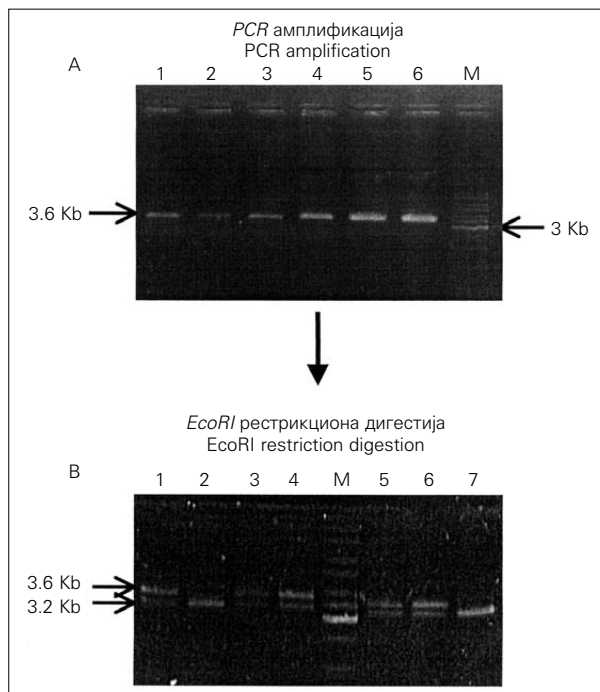 PCR амплификација
PCR amplification
A
1 2 3 4 5 6 M
3.6 Kb
3 Kb
EcoRI рестрикциона дигестија
EcoRI restriction digestion
B
1 2 3 4 M 5 6 7
3.6 Kb
3.2 Kb